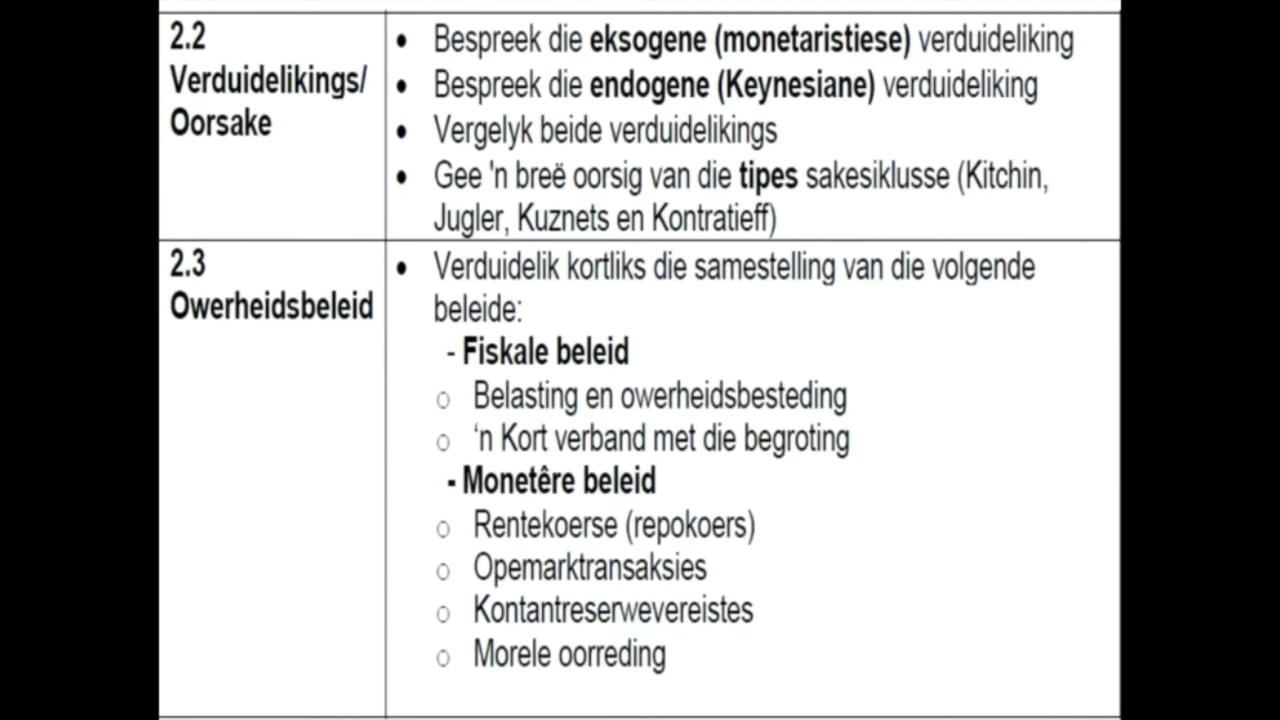 2.2
Verduidelikings/
Oorsake
• Bespreek die eksogene (monetaristiese) verduideliking
• Bespreek die endogene (Keynesiane) verduideliking
• Vergelyk beide verduidelikings
• Gee 'n breë oorsig van die tipes sakesiklusse (Kitchin,
Jugler, Kuznets en Kontratieff)
2.3
Owerheidsbeleid
• Verduidelik kortliks die samestelling van die volgende
beleide:
- Fiskale beleid
o Belasting en owerheidsbesteding
o ‘n Kort verband met die begroting
- Monetêre beleid
o Rentekoerse (repokoers)
o Opemarktransaksies
o Kontantreserwevereistes
o Morele oorreding